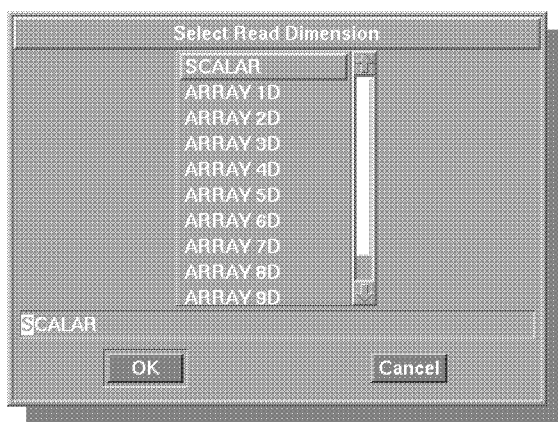 Select Read Dimension
SCALAR
ARRAY 1D
ARRAY 2D
ARRAY 3D
ARRAY 4D
ARRAY 5D
ARRAY 6D
ARRAY 7D
ARRAY 8D
ARRAY 9D
SCALAR
OK Cancel